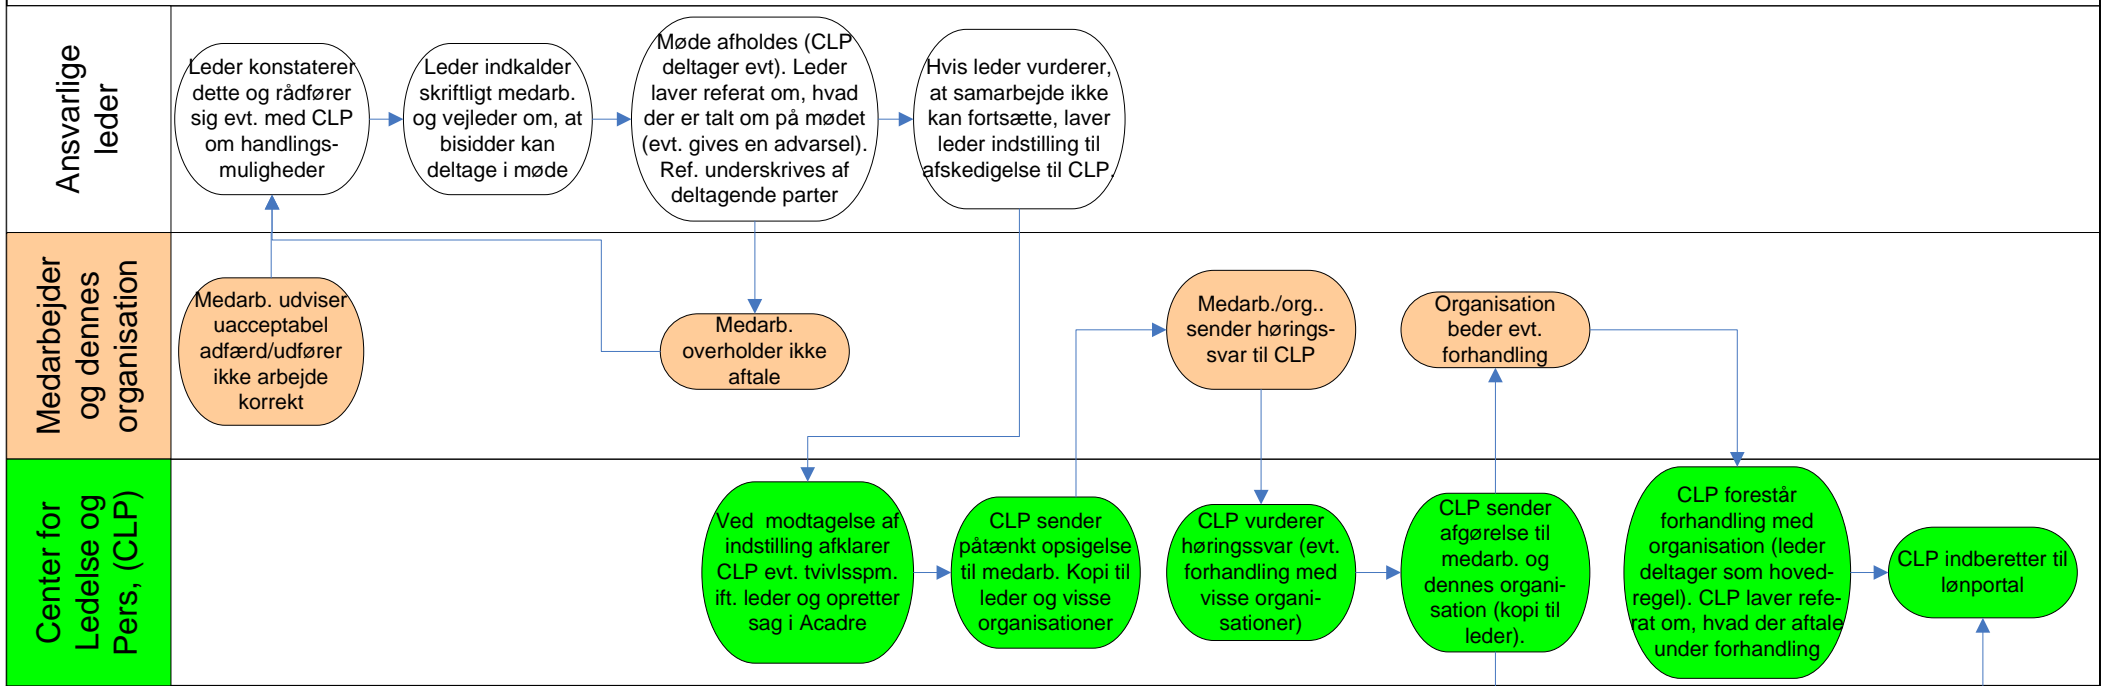 Ansvarlige
leder
Leder konstaterer
dette og rådfører
sig evt. med CLP
om handlings-
muligheder
Leder indkalder
skriftligt medarb.
og vejleder om, at
bisidder kan
deltage i møde
Møde afholdes (CLP
deltager evt). Leder
laver referat om, hvad
der er talt om på mødet
(evt. gives en advarsel).
Ref. underskrives af
deltagende parter
Hvis leder vurderer,
at samarbejde ikke
kan fortsætte, laver
leder indstilling til
afskedigelse til CLP.
Medarbejder
og dennes
organisation
Medarb. udviser
uacceptabel
adfærd/udfører
ikke arbejde
korrekt
Medarb.
overholder ikke
aftale
Medarb./org..
sender hørings-
svar til CLP
Organisation
beder evt.
forhandling
Center for
Ledelse og
Pers, (CLP)
Ved  modtagelse af
indstilling afklarer
CLP evt. tvivlsspm.
ift. leder og opretter
sag i Acadre
CLP sender
påtænkt opsigelse
til medarb. Kopi til
leder og visse
organisationer
CLP vurderer
høringssvar (evt.
forhandling med
visse organi-
sationer)
CLP sender
afgørelse til
medarb. og
dennes organi-
sation (kopi til
leder).
CLP forestår
forhandling med
organisation (leder
deltager som hoved-
regel). CLP laver refe-
rat om, hvad der aftale
under forhandling
CLP indberetter til
lønportal